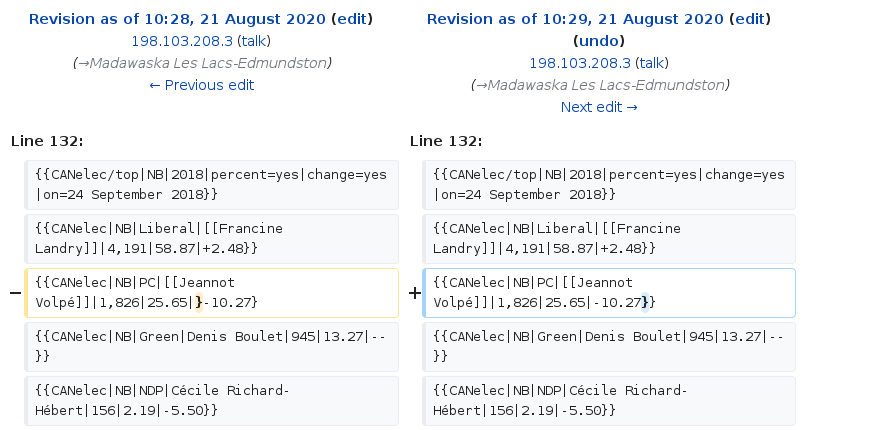 Revision as of 10:28, 21 August 2020 (edit)
198.103.208.3 (talk)
(→Madawaska Les Lacs-Edmundston)
← Previous edit
Revision as of 10:29, 21 August 2020 (edit)
(undo)
198.103.208.3 (talk)
(→Madawaska Les Lacs-Edmundston)
Next edit →
Line 132:
Line 132:
{{CANelec/top|NB|2018|percent=yes|change=yes
|on=24 September 2018}}
{{CANelec/top|NB|2018|percent=yes|change=yes
|on=24 September 2018}}
{{CANelec|NB|Liberal|[[Francine
Landry]]|4,191|58.87|+2.48}}
{{CANelec|NB|Liberal|[[Francine
Landry]]|4,191|58.87|+2.48}}
−
{{CANelec|NB|PC|[[Jeannot
Volpé]]|1,826|25.65|}-10.27}
+
{{CANelec|NB|PC|[[Jeannot
Volpé]]|1,826|25.65|-10.27}}
{{CANelec|NB|Green|Denis Boulet|945|13.27|--
}}
{{CANelec|NB|Green|Denis Boulet|945|13.27|--
}}
{{CANelec|NB|NDP|Cécile Richard-
Hébert|156|2.19|-5.50}}
{{CANelec|NB|NDP|Cécile Richard-
Hébert|156|2.19|-5.50}}